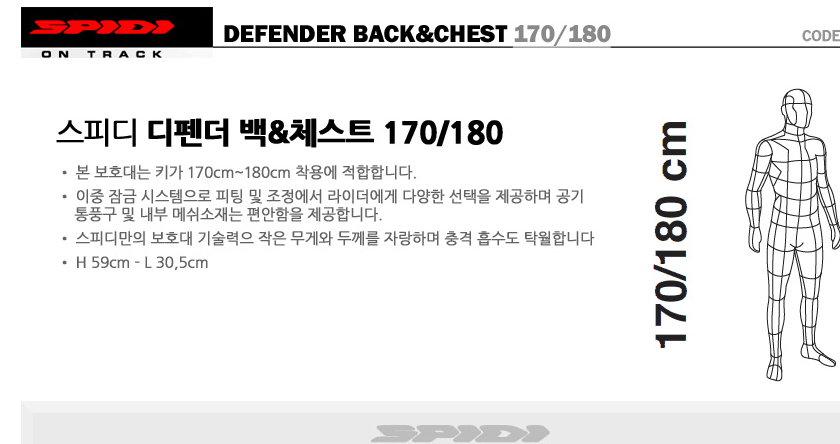 SPIDI
ON TRACK
DEFENDER BACK&CHEST 170/180
CODE
스피디 디펜더 백&체스트 170/180
• 본 보호대는 키가 170cm~180cm 착용에 적합합니다.
• 이중 잠금 시스템으로 피팅 및 조정에서 라이더에게 다양한 선택을 제공하며 공기
통풍구 및 내부 메쉬소재는 편안함을 제공합니다.
• 스피디만의 보호대 기술력으 작은 무게와 두께를 자랑하며 충격 흡수도 탁월합니다
• H 59cm - L 30,5cm
170/180 cm
SPIDI